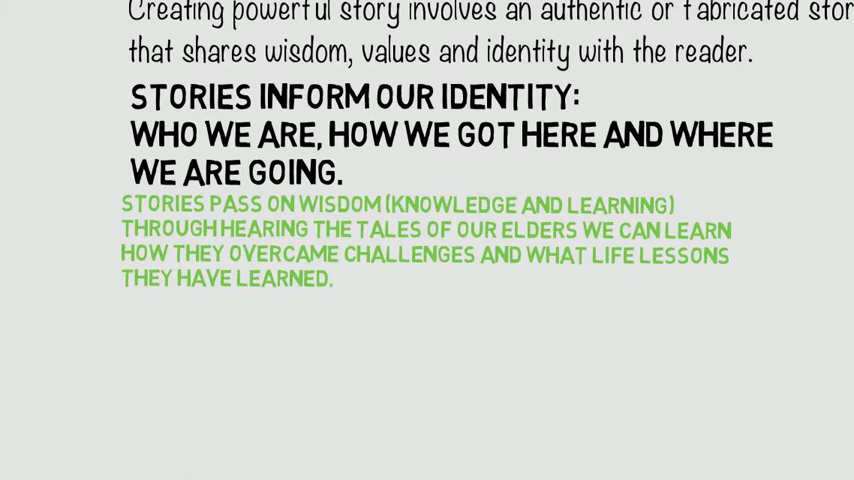 Creating powerful story involves an authentic or fabricated
that shares wisdom, values and identity with the reader.
STORIES INFORM OUR IDENTITY:
WHO WE ARE, HOW WE GOT HERE AND WHERE
WE ARE GOING.
STORIES PASS ON WISDOM (KNOWLEDGE AND LEARNING)
THROUGH HEARING THE TALES OF OUR ELDERS WE CAN LEARN
HOW THEY OVERCAME CHALLENGES AND WHAT LIFE LESSONS
THEY HAVE LEARNED.